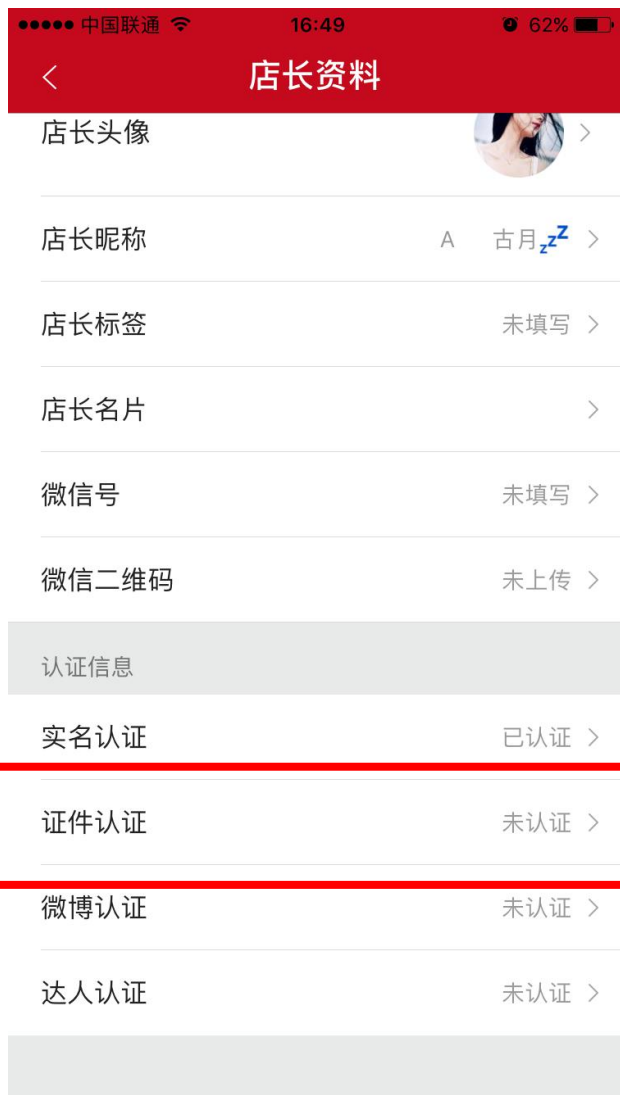 中国联通 16:49 62%
店长资料
店长头像
店长昵称 A 古月zzZ
店长标签 未填写
店长名片
微信号 未填写
微信二维码 未上传
认证信息
实名认证 已认证
证件认证 未认证
微博认证 未认证
达人认证 未认证